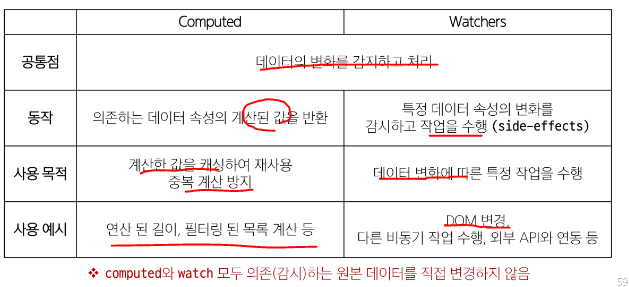 Computed
Watchers
공통점
데이터의 변화를 감지하고 처리
동작
의존하는 데이터 속성의 계산된 값을 반환
특정 데이터 속성의 변화를
감시하고 작업을 수행 (side-effects)
사용 목적
계산한 값을 캐싱하여 재사용
중복 계산 방지
데이터 변화에 따른 특정 작업을 수행
사용 예시
연산 된 길이, 필터링 된 목록 계산 등
DOM 변경,
다른 비동기 작업 수행, 외부 API와 연동 등
❖ computed와 watch 모두 의존(감시)하는 원본 데이터를 직접 변경하지 않음
59